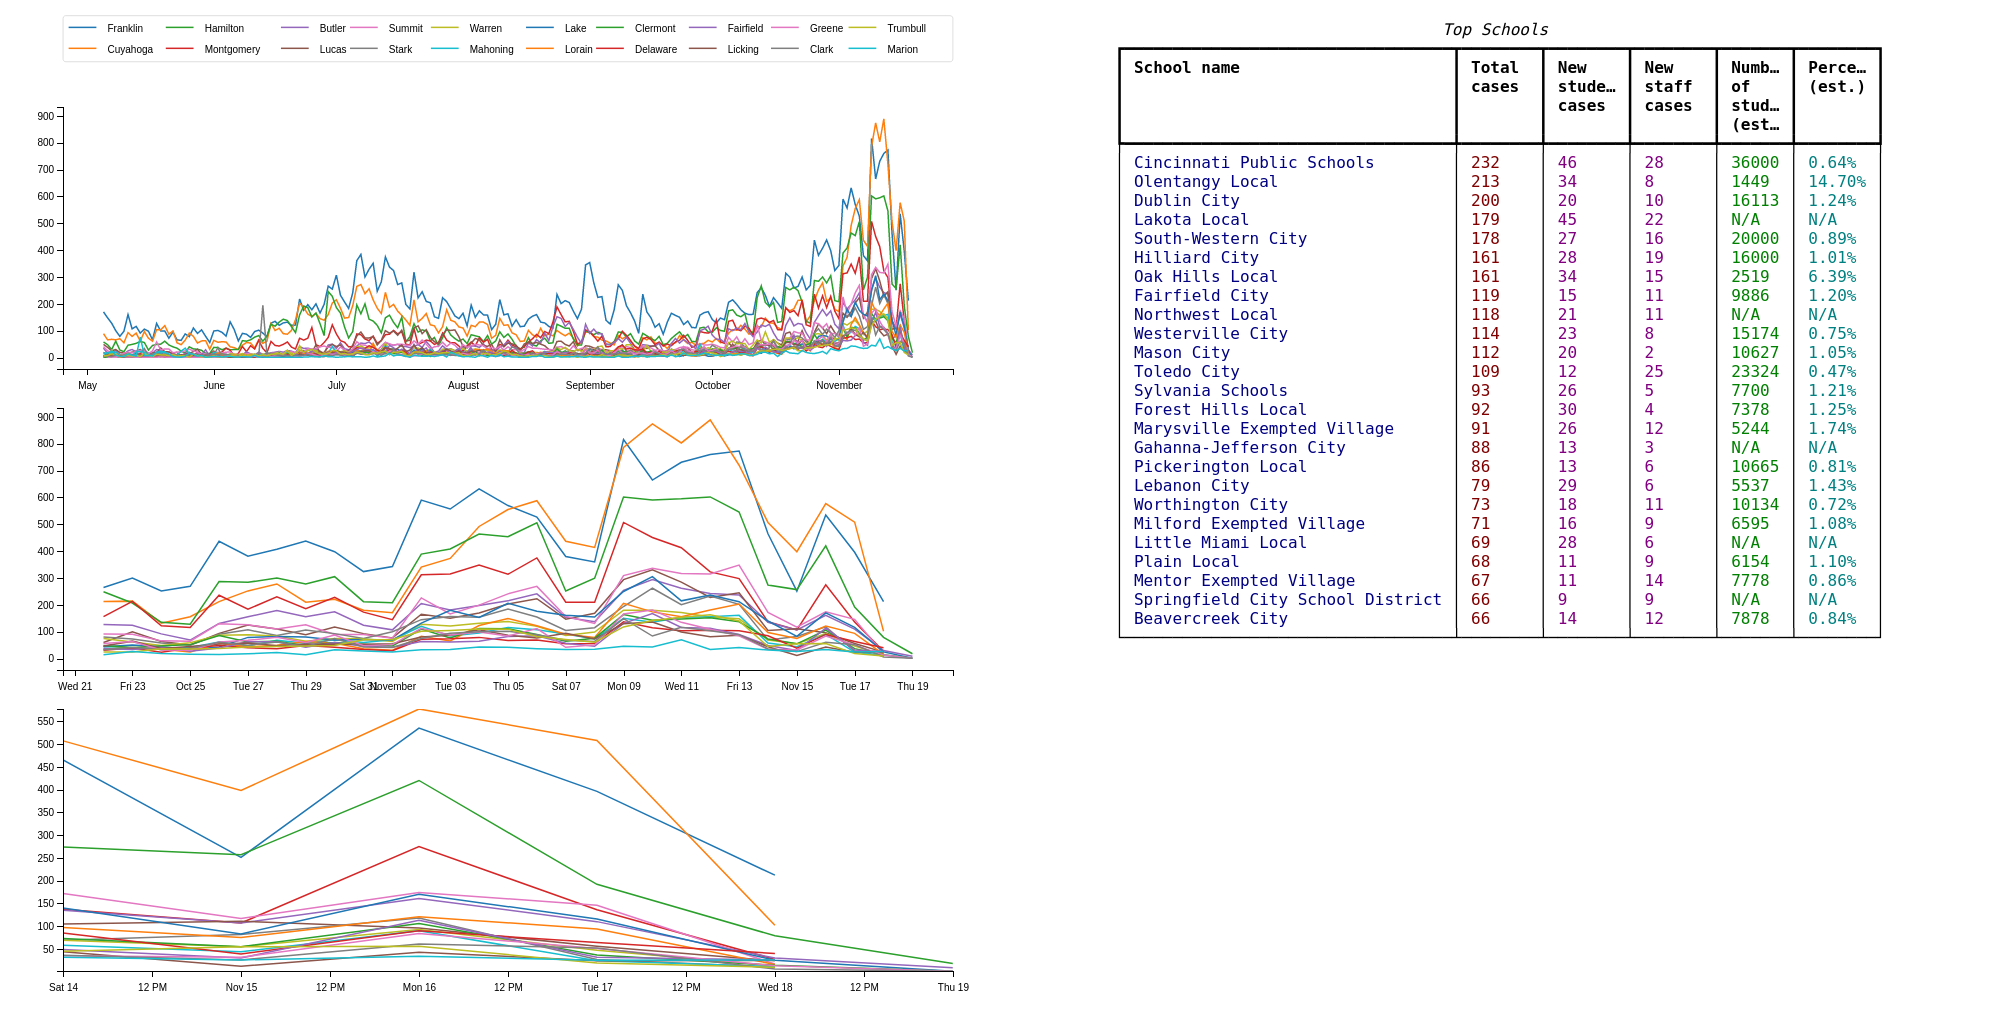 Franklin Hamilton Butler Summit Warren Lake Clermont Fairfield Greene Trumbull
Cuyahoga Montgomery Lucas Stark Mahoning Lorain Delaware Licking Clark Marion
900
800
700
600
500
400
300
200
100
0
May June July August September October November
900
800
700
600
500
400
300
200
100
0
Wed 21 Fri 23 Oct 25 Tue 27 Thu 29 Sat 31 November Tue 03 Thu 05 Sat 07 Mon 09 Wed 11 Fri 13 Nov 15 Tue 17 Thu 19
550
500
450
400
350
300
250
200
150
100
50
Sat 14 12 PM Nov 15 12 PM Mon 16 12 PM Tue 17 12 PM Wed 18 12 PM Thu 19
Top Schools
School name Total New New Numb… Perce…
cases stude… staff of (est.)
cases cases stud…
(est…
Cincinnati Public Schools 232 46 28 36000 0.64%
Olentangy Local 213 34 8 1449 14.70%
Dublin City 200 20 10 16113 1.24%
Lakota Local 179 45 22 N/A N/A
South-Western City 178 27 16 20000 0.89%
Hilliard City 161 28 19 16000 1.01%
Oak Hills Local 161 34 15 2519 6.39%
Fairfield City 119 15 11 9886 1.20%
Northwest Local 118 21 11 N/A N/A
Westerville City 114 23 8 15174 0.75%
Mason City 112 20 2 10627 1.05%
Toledo City 109 12 25 23324 0.47%
Sylvania Schools 93 26 5 7700 1.21%
Forest Hills Local 92 30 4 7378 1.25%
Marysville Exempted Village 91 26 12 5244 1.74%
Gahanna-Jefferson City 88 13 3 N/A N/A
Pickerington Local 86 13 6 10665 0.81%
Lebanon City 79 29 6 5537 1.43%
Worthington City 73 18 11 10134 0.72%
Milford Exempted Village 71 16 9 6595 1.08%
Little Miami Local 69 28 6 N/A N/A
Plain Local 68 11 9 6154 1.10%
Mentor Exempted Village 67 11 14 7778 0.86%
Springfield City School District 66 9 9 N/A N/A
Beavercreek City 66 14 12 7878 0.84%